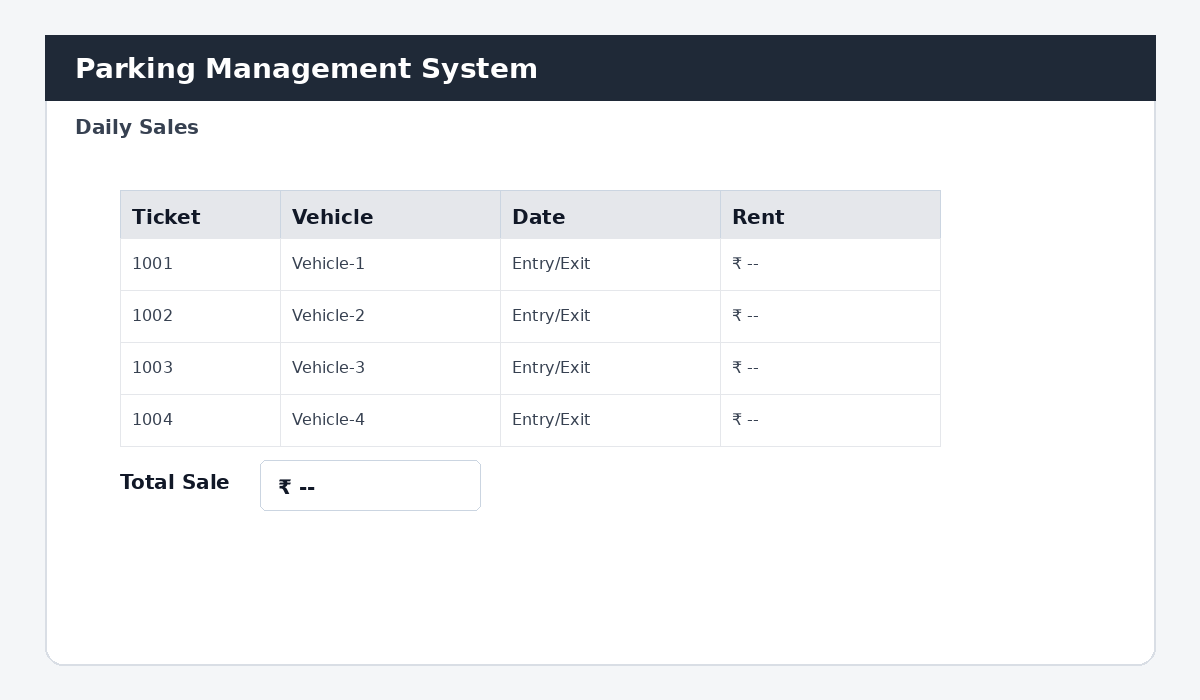 Parking Management System
Daily Sales
Ticket Vehicle Date Rent
1001 Vehicle-1 Entry/Exit ₹ --
1002 Vehicle-2 Entry/Exit ₹ --
1003 Vehicle-3 Entry/Exit ₹ --
1004 Vehicle-4 Entry/Exit ₹ --
Total Sale ₹ --